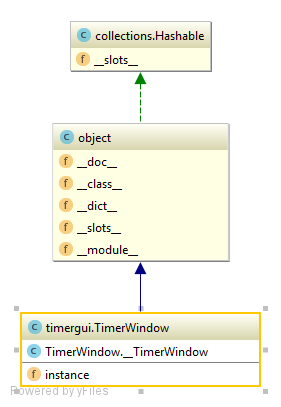 collections.Hashable
__slots__
object
__doc__
__class__
__dict__
__slots__
__module__
timergui.TimerWindow
TimerWindow.__TimerWindow
instance
Powered by yFiles